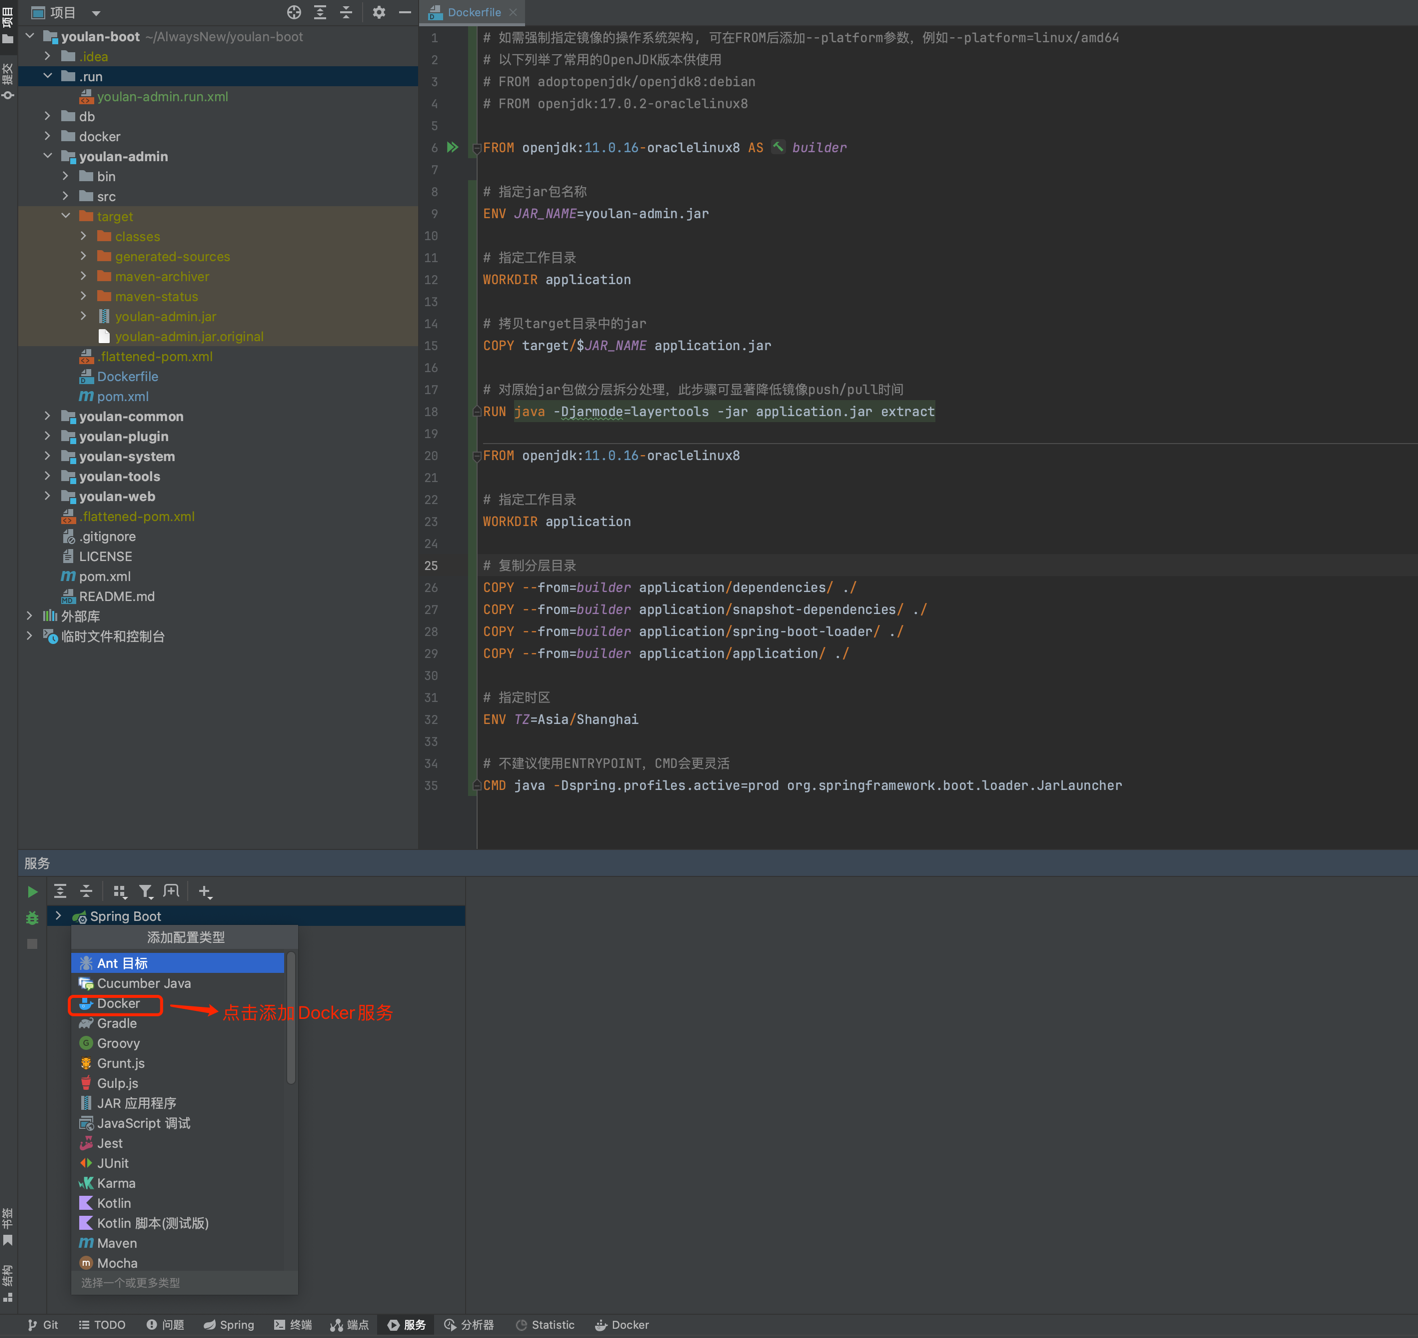 项目
提交
书签
结构
项目
youlan-boot ~/AlwaysNew/youlan-boot
.idea
.run
youlan-admin.run.xml
db
docker
youlan-admin
bin
src
target
classes
generated-sources
maven-archiver
maven-status
youlan-admin.jar
youlan-admin.jar.original
.flattened-pom.xml
Dockerfile
pom.xml
youlan-common
youlan-plugin
youlan-system
youlan-tools
youlan-web
.flattened-pom.xml
.gitignore
LICENSE
pom.xml
README.md
外部库
临时文件和控制台
Dockerfile
1 # 如需强制指定镜像的操作系统架构, 可在FROM后添加--platform参数，例如--platform=linux/amd64
2 # 以下列举了常用的OpenJDK版本供使用
3 # FROM adoptopenjdk/openjdk8:debian
4 # FROM openjdk:17.0.2-oraclelinux8
5
6 FROM openjdk:11.0.16-oraclelinux8 AS builder
7
8 # 指定jar包名称
9 ENV JAR_NAME=youlan-admin.jar
10
11 # 指定工作目录
12 WORKDIR application
13
14 # 拷贝target目录中的jar
15 COPY target/$JAR_NAME application.jar
16
17 # 对原始jar包做分层拆分处理，此步骤可显著降低镜像push/pull时间
18 RUN java -Djarmode=layertools -jar application.jar extract
19
20 FROM openjdk:11.0.16-oraclelinux8
21
22 # 指定工作目录
23 WORKDIR application
24
25 # 复制分层目录
26 COPY --from=builder application/dependencies/ ./
27 COPY --from=builder application/snapshot-dependencies/ ./
28 COPY --from=builder application/spring-boot-loader/ ./
29 COPY --from=builder application/application/ ./
30
31 # 指定时区
32 ENV TZ=Asia/Shanghai
33
34 # 不建议使用ENTRYPOINT，CMD会更灵活
35 CMD java -Dspring.profiles.active=prod org.springframework.boot.loader.JarLauncher
服务
Spring Boot
添加配置类型
Ant 目标
Cucumber Java
Docker
点击添加Docker服务
Gradle
Groovy
Grunt.js
Gulp.js
JAR 应用程序
JavaScript 调试
Jest
JUnit
Karma
Kotlin
Kotlin 脚本(测试版)
Maven
Mocha
选择一个或更多类型
Git TODO 问题 Spring 终端 端点 服务 分析器 Statistic Docker